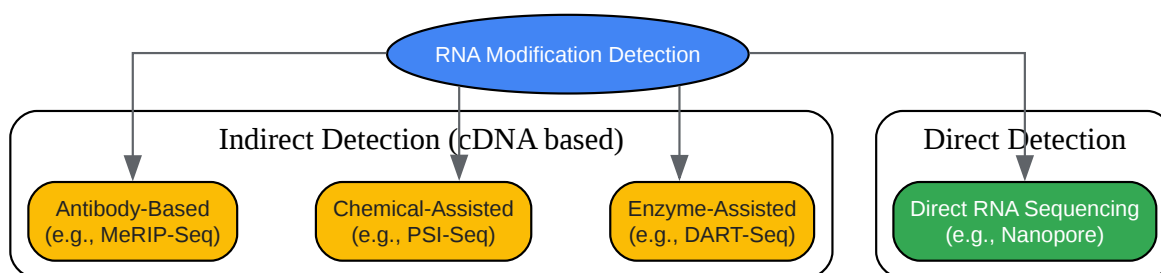 RNA Modification Detection
Indirect Detection (cDNA based)
Direct Detection
Antibody-Based
(e.g., MeRIP-Seq)
Chemical-Assisted
(e.g., PSI-Seq)
Enzyme-Assisted
(e.g., DART-Seq)
Direct RNA Sequencing
(e.g., Nanopore)